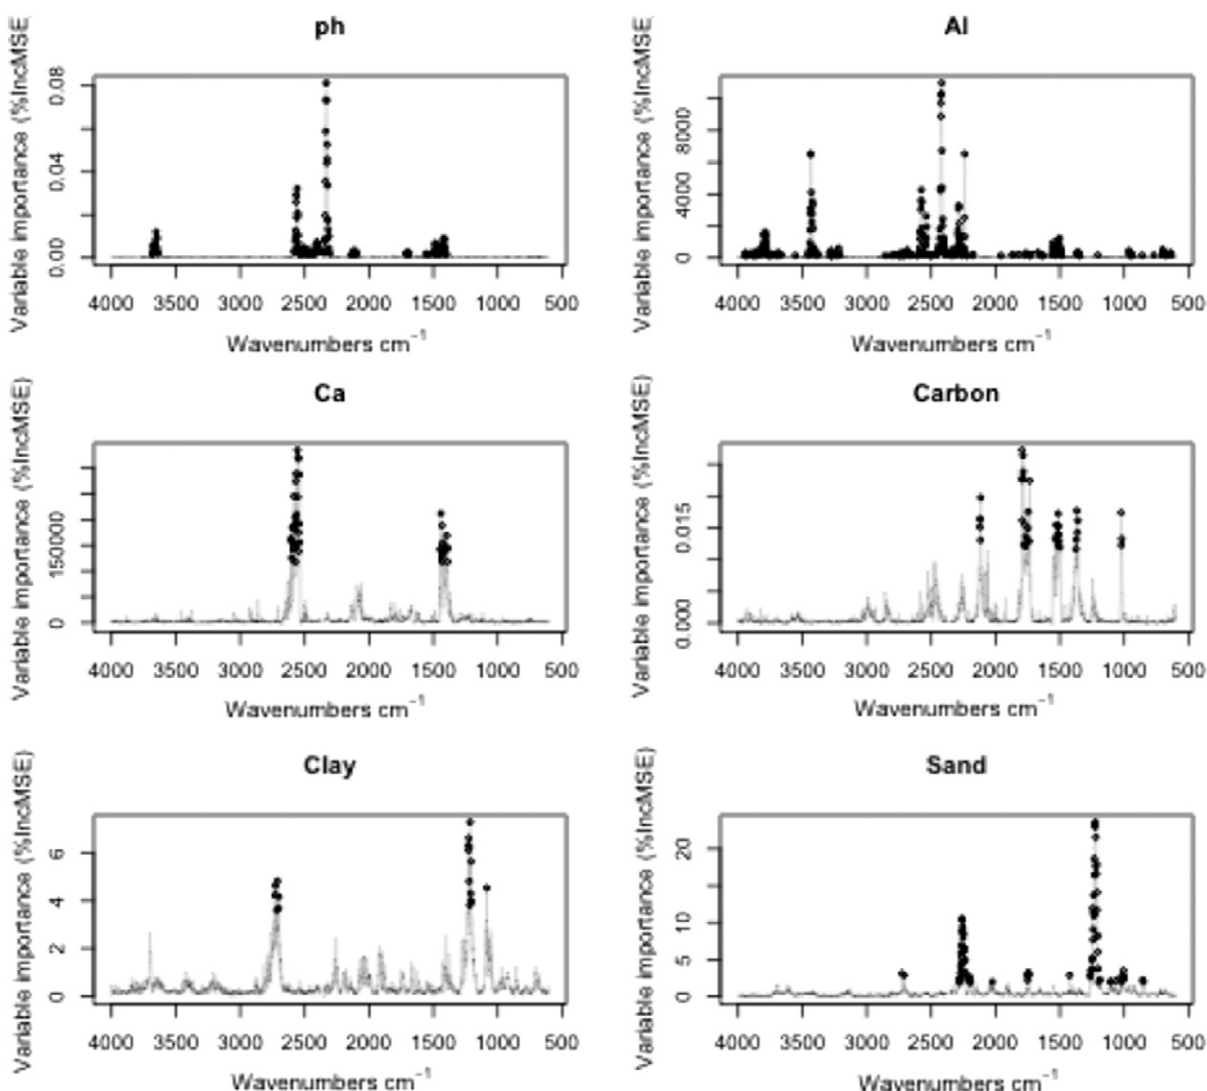 ph
Variable importance (%IncMSE
0.08
0.04
0.00
4000 3500 3000 2500 2000 1500 1000 500
Wavenumbers cm⁻¹
Al
Variable importance (%IncMSE
8000
4000
0
4000 3500 3000 2500 2000 1500 1000 500
Wavenumbers cm⁻¹
Ca
Variable importance (%IncMSE)
150000
0
4000 3500 3000 2500 2000 1500 1000 500
Wavenumbers cm⁻¹
Carbon
Variable importance (%IncMSE)
0.015
0.000
4000 3500 3000 2500 2000 1500 1000 500
Wavenumbers cm⁻¹
Clay
Variable importance (%IncMSE)
6
4
2
0
4000 3500 3000 2500 2000 1500 1000 500
Wavenumbers cm⁻¹
Sand
Variable importance (%IncMSE)
20
10
5
0
4000 3500 3000 2500 2000 1500 1000 500
Wavenumbers cm⁻¹